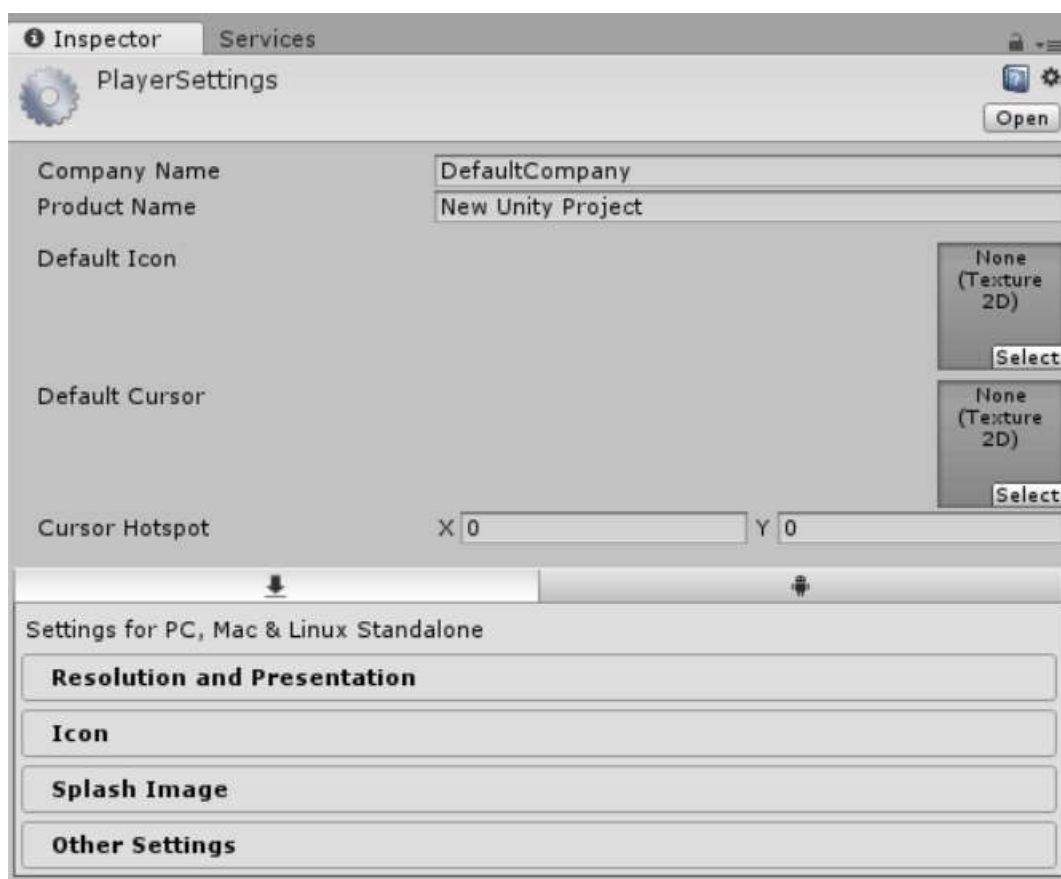 Inspector Services
PlayerSettings
Open
Company Name DefaultCompany
Product Name New Unity Project
Default Icon None
(Texture
2D)
Select
Default Cursor None
(Texture
2D)
Select
Cursor Hotspot X 0 Y 0
Settings for PC, Mac & Linux Standalone
Resolution and Presentation
Icon
Splash Image
Other Settings